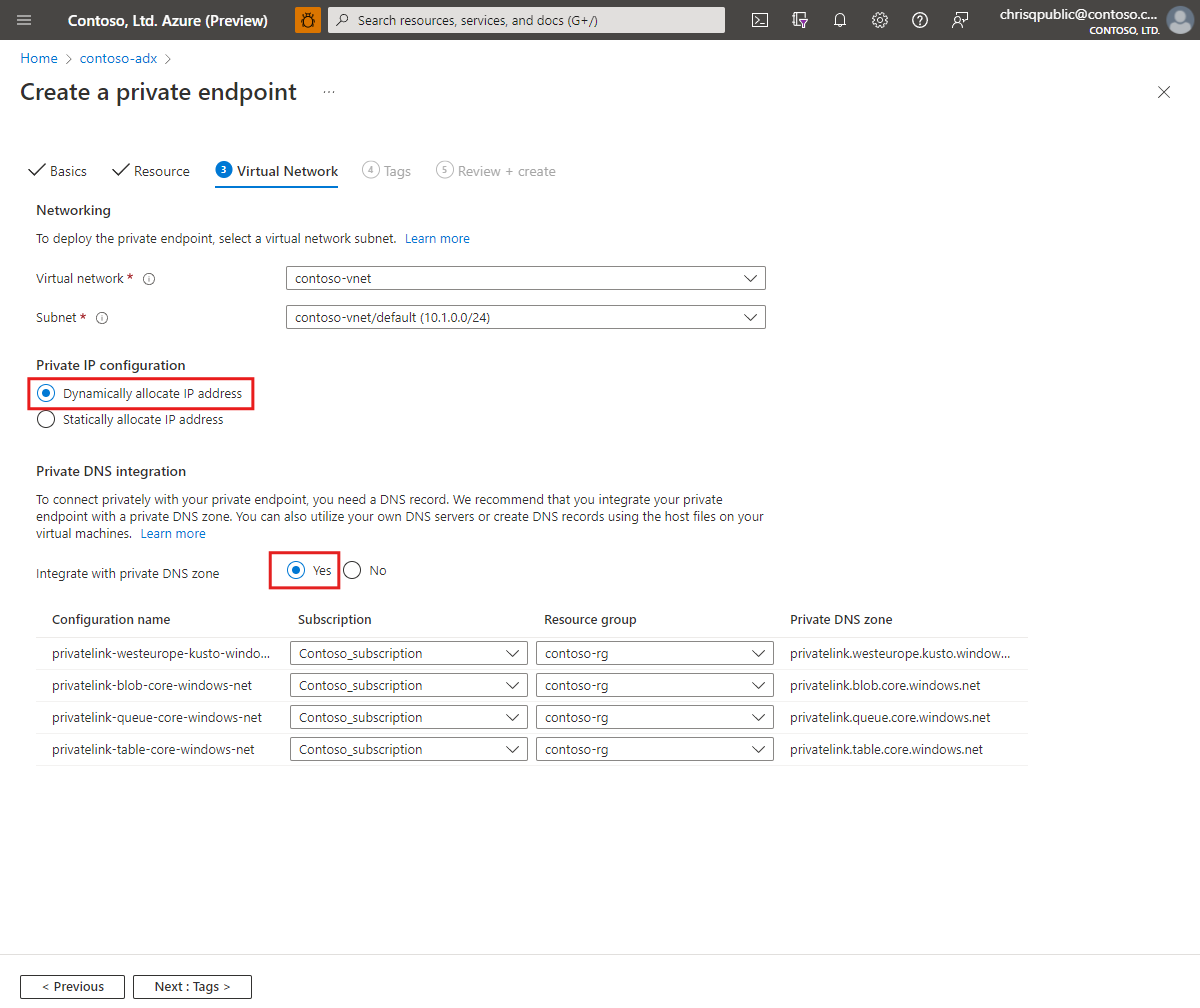 Contoso, Ltd. Azure (Preview)
Search resources, services, and docs (G+/)
chrisqpublic@contoso.c...
CONTOSO, LTD.
Home > contoso-adx >
Create a private endpoint ...
Basics
Resource
3 Virtual Network
4 Tags
5 Review + create
Networking
To deploy the private endpoint, select a virtual network subnet. Learn more
Virtual network *
contoso-vnet
Subnet *
contoso-vnet/default (10.1.0.0/24)
Private IP configuration
Dynamically allocate IP address
Statically allocate IP address
Private DNS integration
To connect privately with your private endpoint, you need a DNS record. We recommend that you integrate your private
endpoint with a private DNS zone. You can also utilize your own DNS servers or create DNS records using the host files on your
virtual machines. Learn more
Integrate with private DNS zone
Yes
No
Configuration name Subscription Resource group Private DNS zone
privatelink-westeurope-kusto-windo... Contoso_subscription contoso-rg privatelink.westeurope.kusto.window...
privatelink-blob-core-windows-net Contoso_subscription contoso-rg privatelink.blob.core.windows.net
privatelink-queue-core-windows-net Contoso_subscription contoso-rg privatelink.queue.core.windows.net
privatelink-table-core-windows-net Contoso_subscription contoso-rg privatelink.table.core.windows.net
< Previous
Next : Tags >